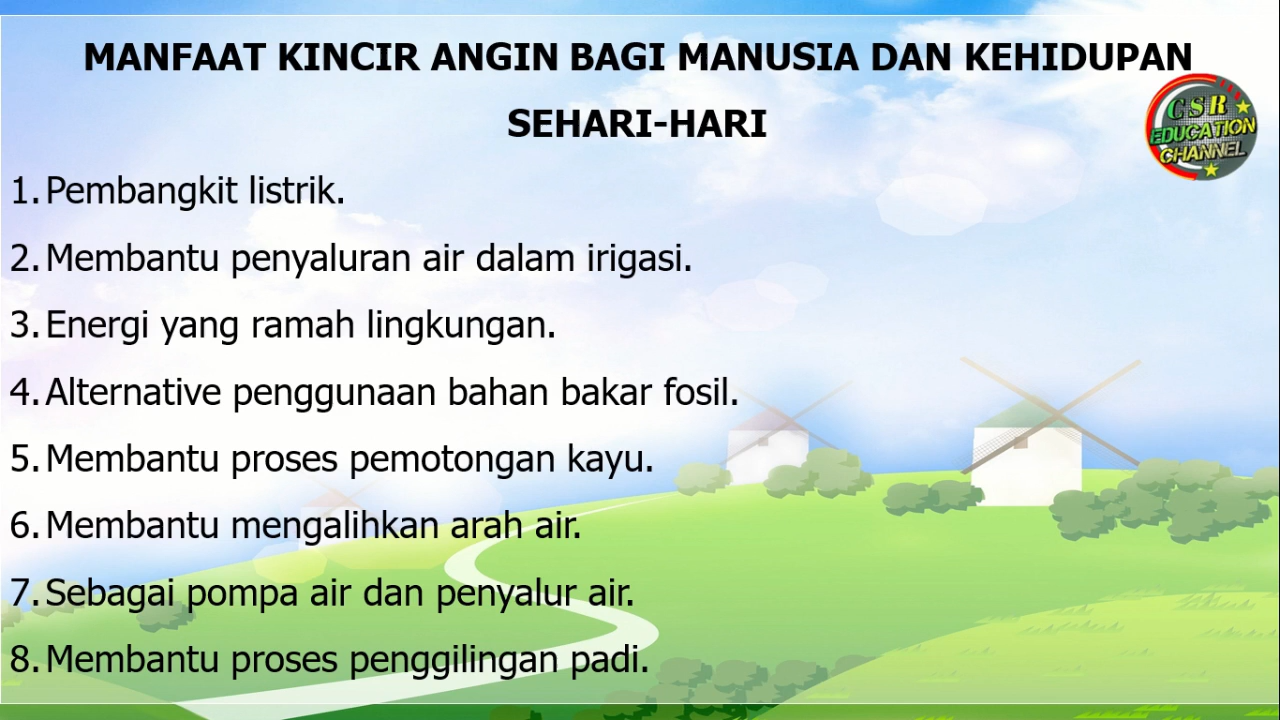 MANFAAT KINCIR ANGIN BAGI MANUSIA DAN KEHIDUPAN
SEHARI-HARI
CSR
EDUCATION
CHANNEL
1. Pembangkit listrik.
2. Membantu penyaluran air dalam irigasi.
3. Energi yang ramah lingkungan.
4. Alternative penggunaan bahan bakar fosil.
5. Membantu proses pemotongan kayu.
6. Membantu mengalihkan arah air.
7. Sebagai pompa air dan penyalur air.
8. Membantu proses penggilingan padi.